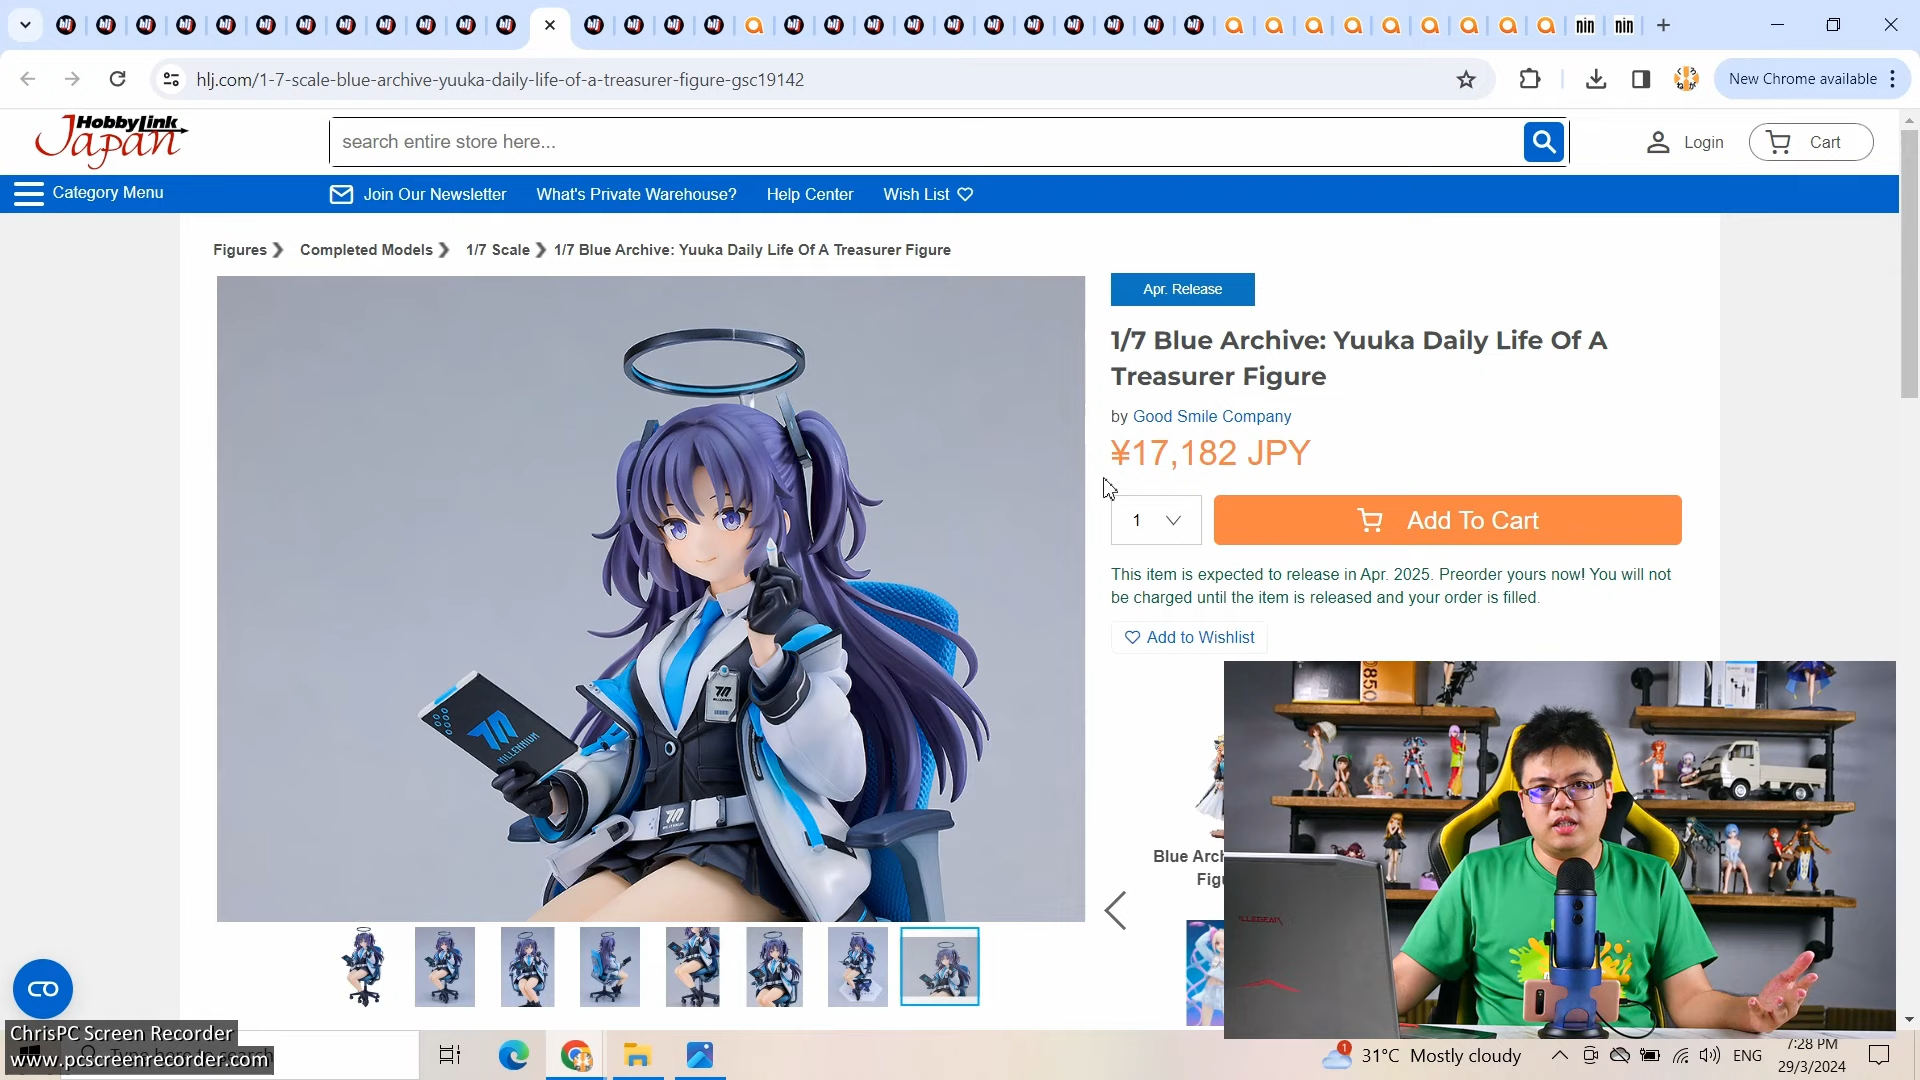 hlj.com/1-7-scale-blue-archive-yuuka-daily-life-of-a-treasurer-figure-gsc19142
New Chrome available
HobbyLink
Japan
search entire store here...
Login
Cart
Category Menu
Join Our Newsletter
What's Private Warehouse?
Help Center
Wish List
Figures ❯ Completed Models ❯ 1/7 Scale ❯ 1/7 Blue Archive: Yuuka Daily Life Of A Treasurer Figure
Apr. Release
1/7 Blue Archive: Yuuka Daily Life Of A
Treasurer Figure
by Good Smile Company
¥17,182 JPY
1
Add To Cart
This item is expected to release in Apr. 2025. Preorder yours now! You will not
be charged until the item is released and your order is filled.
Add to Wishlist
MILLENNIUM
Blue Arch
Figu
ChrisPC Screen Recorder
www.pcscreenrecorder.com
1
31°C Mostly cloudy
ENG
7:28 PM
29/3/2024